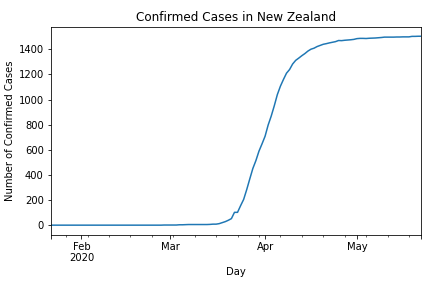 Confirmed Cases in New Zealand
Number of Confirmed Cases
1400
1200
1000
800
600
400
200
0
Feb
2020
Mar
Apr
May
Day